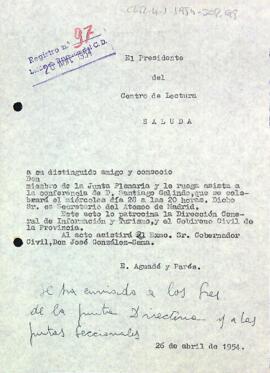 Registro n.º 97
El Presidente
del
Centro de Lectura
S A L U D A
a su distinguido amigo y consocio
Don
miembro de la Junta Plenaria y le ruega asista a
la conferencia de D. Santiago Galindo, que se cele
brará el miércoles día 28 a las 20 horas. Dicho
Sr. es Secretario del Ateneo de Madrid.
Este acto lo patrocina la Dirección Gene
ral de Información y Turismo, y el Gobierno Civil de
la Provincia.
Al acto asistirá el Exmo. Sr. Gobernador
Civil, Don José González-Sama.
E. Aguadé y Parés.
Se ha enviado a los Sres
de la junta Directiva y a las
juntas seccionales
26 de abril de 1954.